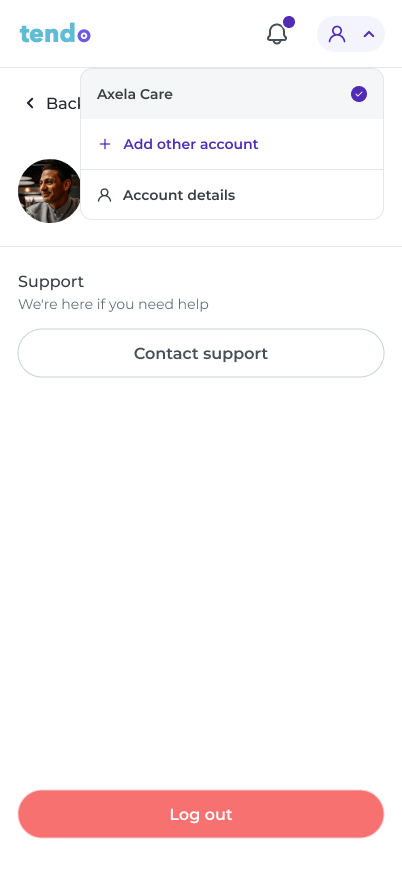 tendo
Axela Care
Back
Add other account
Account details
Support
We're here if you need help
Contact support
Log out